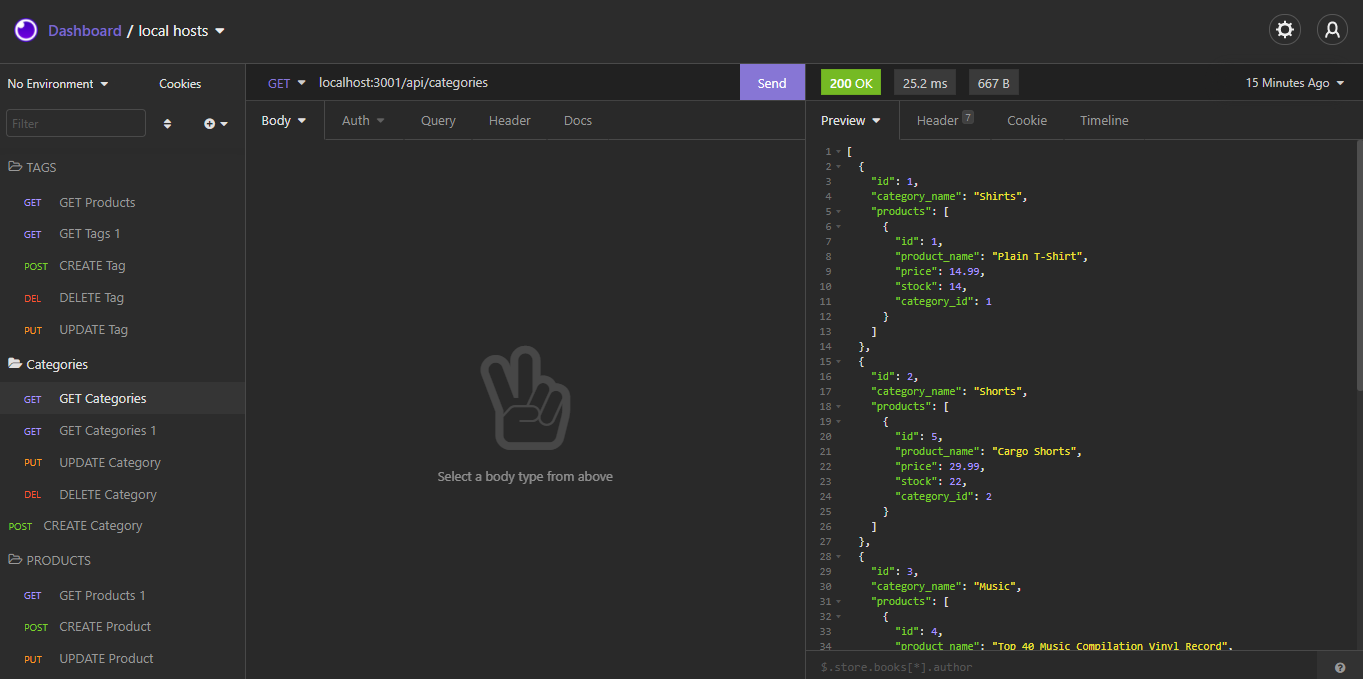 Dashboard / local hosts
No Environment
Cookies
Filter
TAGS
GET GET Products
GET GET Tags 1
POST CREATE Tag
DEL DELETE Tag
PUT UPDATE Tag
Categories
GET GET Categories
GET GET Categories 1
PUT UPDATE Category
DEL DELETE Category
POST CREATE Category
PRODUCTS
GET GET Products 1
POST CREATE Product
PUT UPDATE Product
GET localhost:3001/api/categories Send
Body Auth Query Header Docs
Select a body type from above
200 OK 25.2 ms 667 B 15 Minutes Ago
Preview Header 7 Cookie Timeline
1 [
2 {
3 "id": 1,
4 "category_name": "Shirts",
5 "products": [
6 {
7 "id": 1,
8 "product_name": "Plain T-Shirt",
9 "price": 14.99,
10 "stock": 14,
11 "category_id": 1
12 }
13 ]
14 },
15 {
16 "id": 2,
17 "category_name": "Shorts",
18 "products": [
19 {
20 "id": 5,
21 "product_name": "Cargo Shorts",
22 "price": 29.99,
23 "stock": 22,
24 "category_id": 2
25 }
26 ]
27 },
28 {
29 "id": 3,
30 "category_name": "Music",
31 "products": [
32 {
33 "id": 4,
34 "product_name": "Top 40 Music Compilation Vinyl Record",
$.store.books[*].author